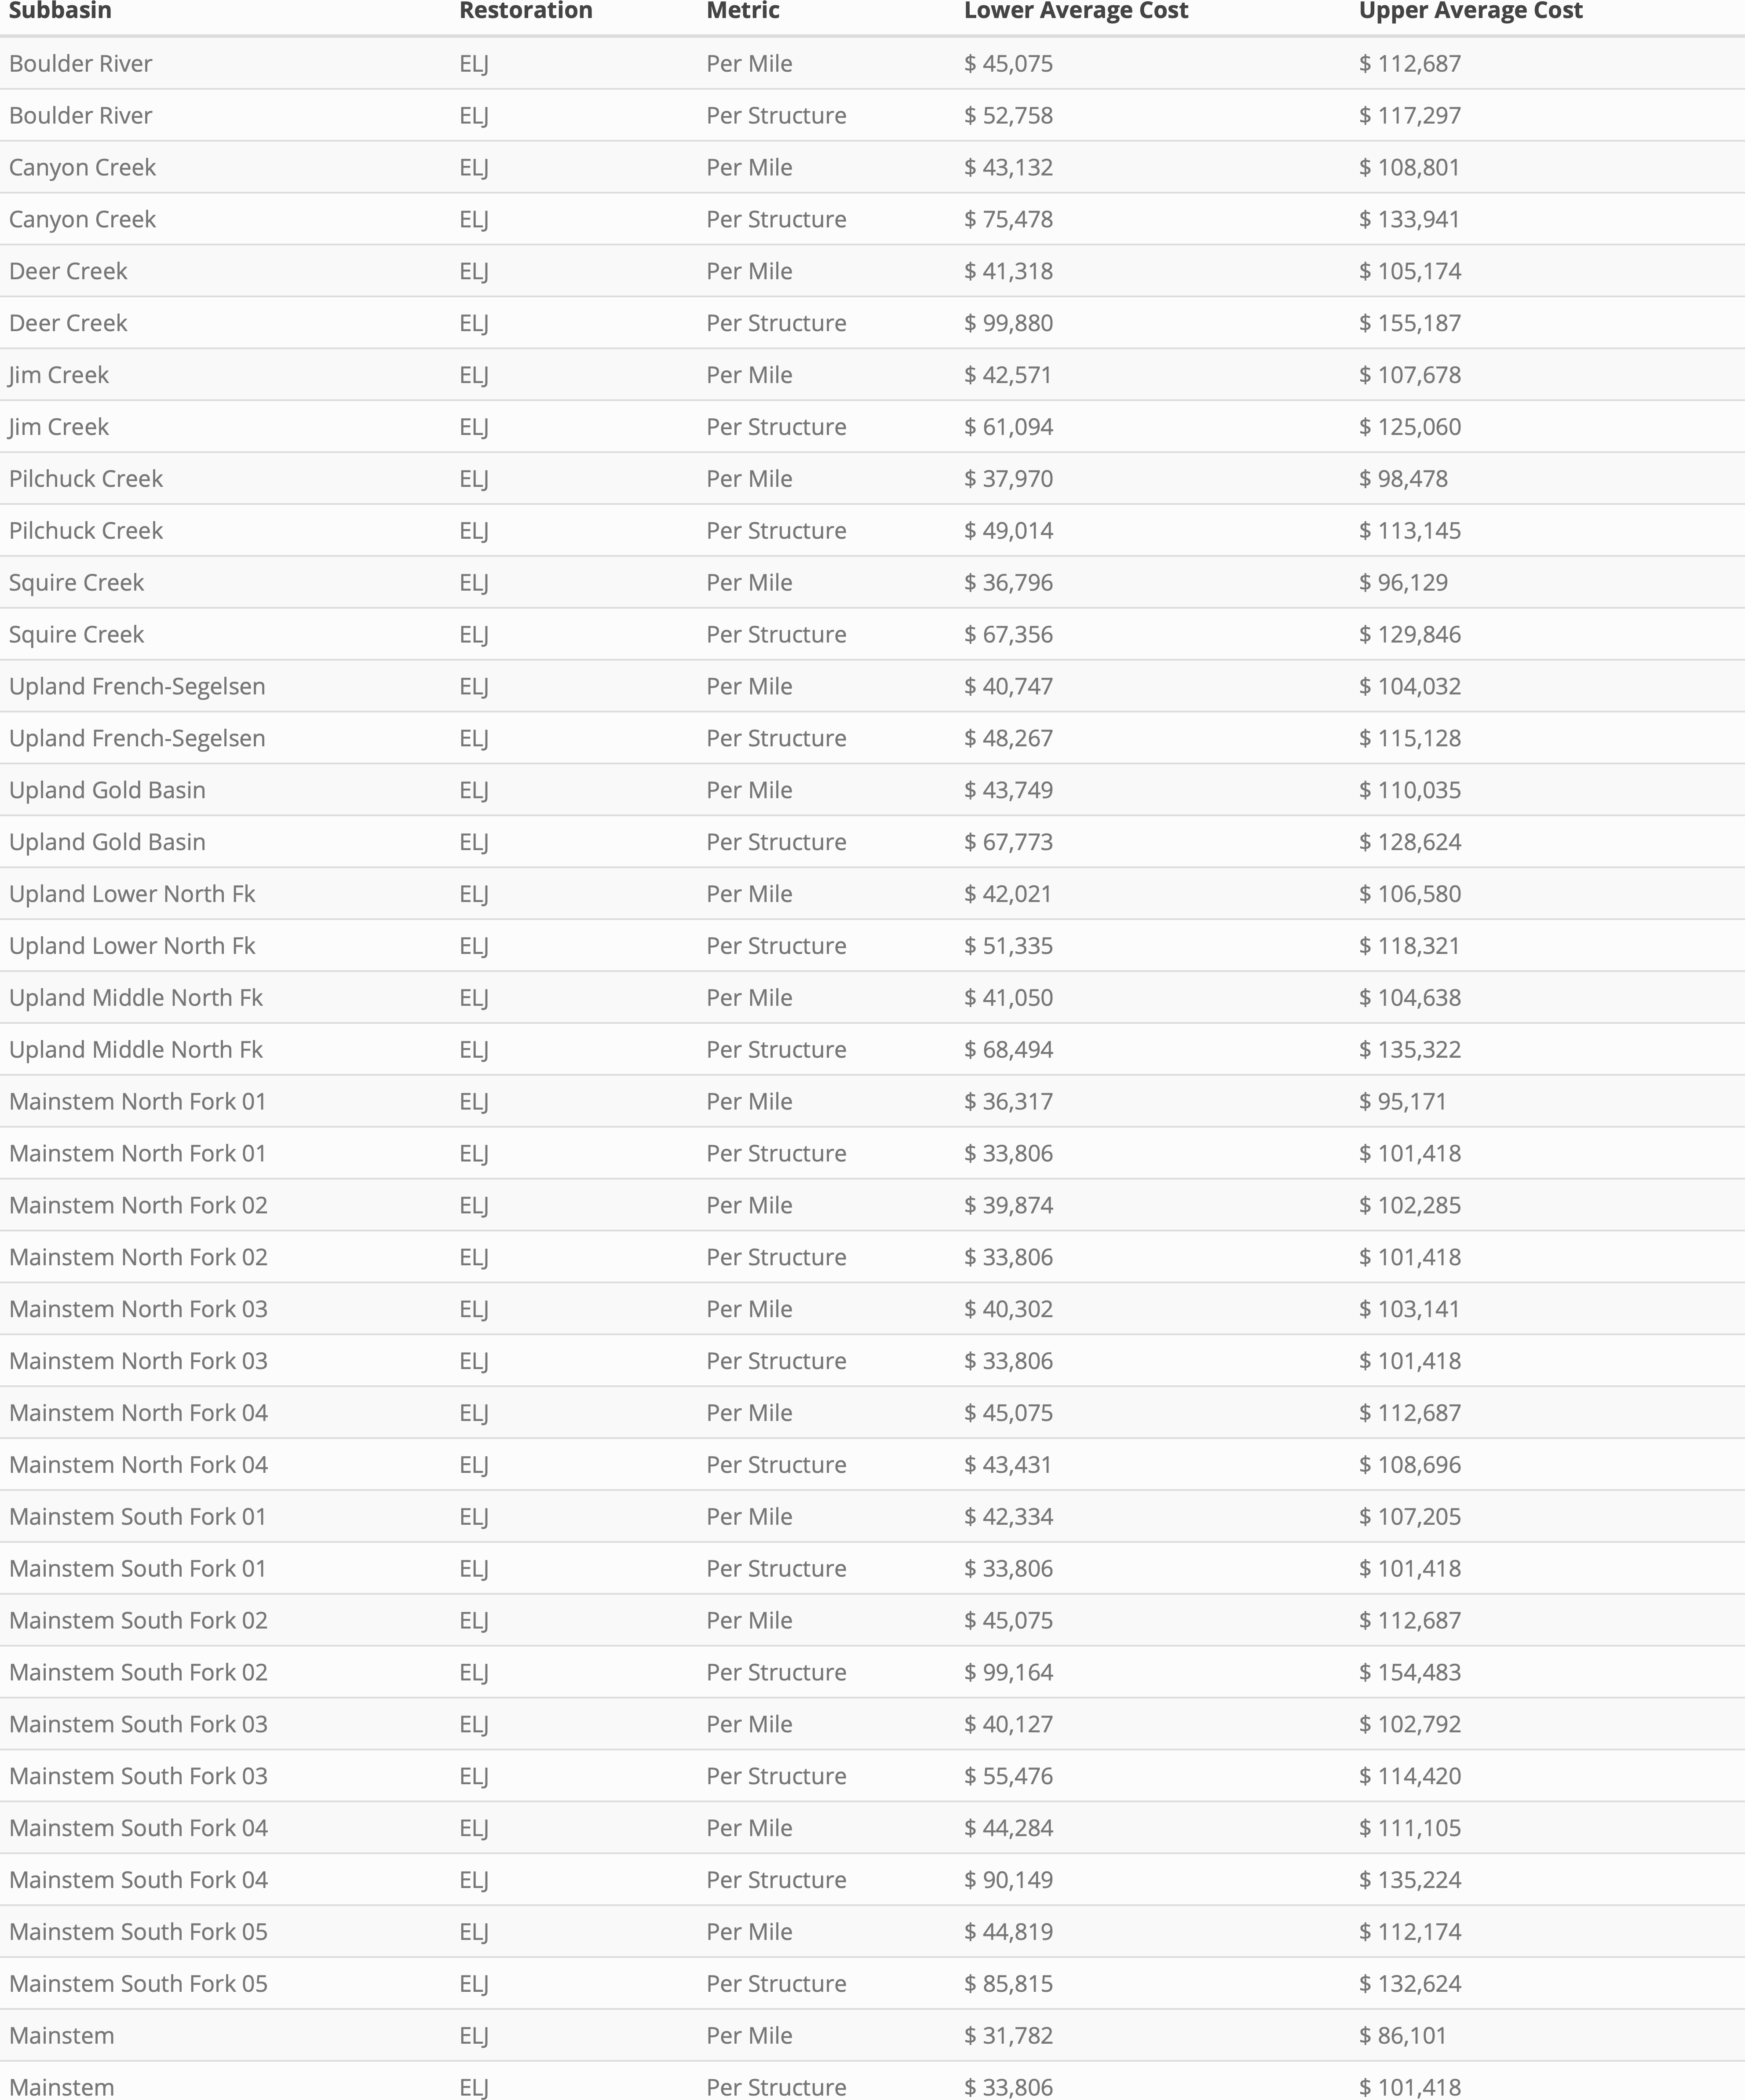 Subbasin Restoration Metric Lower Average Cost Upper Average Cost
Boulder River ELJ Per Mile $ 45,075 $ 112,687
Boulder River ELJ Per Structure $ 52,758 $ 117,297
Canyon Creek ELJ Per Mile $ 43,132 $ 108,801
Canyon Creek ELJ Per Structure $ 75,478 $ 133,941
Deer Creek ELJ Per Mile $ 41,318 $ 105,174
Deer Creek ELJ Per Structure $ 99,880 $ 155,187
Jim Creek ELJ Per Mile $ 42,571 $ 107,678
Jim Creek ELJ Per Structure $ 61,094 $ 125,060
Pilchuck Creek ELJ Per Mile $ 37,970 $ 98,478
Pilchuck Creek ELJ Per Structure $ 49,014 $ 113,145
Squire Creek ELJ Per Mile $ 36,796 $ 96,129
Squire Creek ELJ Per Structure $ 67,356 $ 129,846
Upland French-Segelsen ELJ Per Mile $ 40,747 $ 104,032
Upland French-Segelsen ELJ Per Structure $ 48,267 $ 115,128
Upland Gold Basin ELJ Per Mile $ 43,749 $ 110,035
Upland Gold Basin ELJ Per Structure $ 67,773 $ 128,624
Upland Lower North Fk ELJ Per Mile $ 42,021 $ 106,580
Upland Lower North Fk ELJ Per Structure $ 51,335 $ 118,321
Upland Middle North Fk ELJ Per Mile $ 41,050 $ 104,638
Upland Middle North Fk ELJ Per Structure $ 68,494 $ 135,322
Mainstem North Fork 01 ELJ Per Mile $ 36,317 $ 95,171
Mainstem North Fork 01 ELJ Per Structure $ 33,806 $ 101,418
Mainstem North Fork 02 ELJ Per Mile $ 39,874 $ 102,285
Mainstem North Fork 02 ELJ Per Structure $ 33,806 $ 101,418
Mainstem North Fork 03 ELJ Per Mile $ 40,302 $ 103,141
Mainstem North Fork 03 ELJ Per Structure $ 33,806 $ 101,418
Mainstem North Fork 04 ELJ Per Mile $ 45,075 $ 112,687
Mainstem North Fork 04 ELJ Per Structure $ 43,431 $ 108,696
Mainstem South Fork 01 ELJ Per Mile $ 42,334 $ 107,205
Mainstem South Fork 01 ELJ Per Structure $ 33,806 $ 101,418
Mainstem South Fork 02 ELJ Per Mile $ 45,075 $ 112,687
Mainstem South Fork 02 ELJ Per Structure $ 99,164 $ 154,483
Mainstem South Fork 03 ELJ Per Mile $ 40,127 $ 102,792
Mainstem South Fork 03 ELJ Per Structure $ 55,476 $ 114,420
Mainstem South Fork 04 ELJ Per Mile $ 44,284 $ 111,105
Mainstem South Fork 04 ELJ Per Structure $ 90,149 $ 135,224
Mainstem South Fork 05 ELJ Per Mile $ 44,819 $ 112,174
Mainstem South Fork 05 ELJ Per Structure $ 85,815 $ 132,624
Mainstem ELJ Per Mile $ 31,782 $ 86,101
Mainstem ELJ Per Structure $ 33,806 $ 101,418